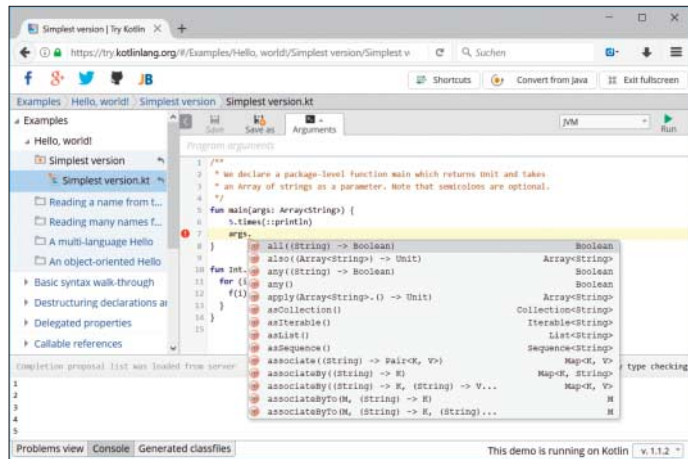 Simplest version | Try Kotlin
https://try.kotlinlang.org/#/Examples/Hello, world!/Simplest version/Simplest v
Suchen
f g+ JB
Shortcuts
Convert from Java
Exit fullscreen
Examples Hello, world! Simplest version Simplest version.kt
Examples
Hello, world!
Simplest version
Simplest version.kt
Reading a name from t...
Reading many names f...
A multi-language Hello
An object-oriented Hello
Basic syntax walk-through
Destructuring declarations ar
Delegated properties
Callable references
Save
Save as
Arguments
JVM
Run
Program arguments
1 /**
2 * We declare a package-level function main which returns Unit and takes
3 * an Array of strings as a parameter. Note that semicolons are optional.
4 */
5 fun main(args: Array<String>) {
6 5.times(::println)
7 args.
8 }
9
10 fun Int.
11 for (i
12 f(i)
13 }
14 }
15
all((String) -> Boolean) Boolean
also((Array<String>) -> Unit) Array<String>
any((String) -> Boolean) Boolean
any() Boolean
apply(Array<String>.() -> Unit) Array<String>
asCollection() Collection<String>
asIterable() Iterable<String>
asList() List<String>
asSequence() Sequence<String>
associate((String) -> Pair<K, V>) Map<K, V>
associateBy((String) -> K) Map<K, String>
associateBy((String) -> K, (String) -> V... Map<K, V>
associateByTo(M, (String) -> K) M
associateByTo(M, (String) -> K, (String)... M
Completion proposal list was loaded from server
y type checking
1
2
3
4
5
Problems view Console Generated classfiles
This demo is running on Kotlin v. 1.1.2